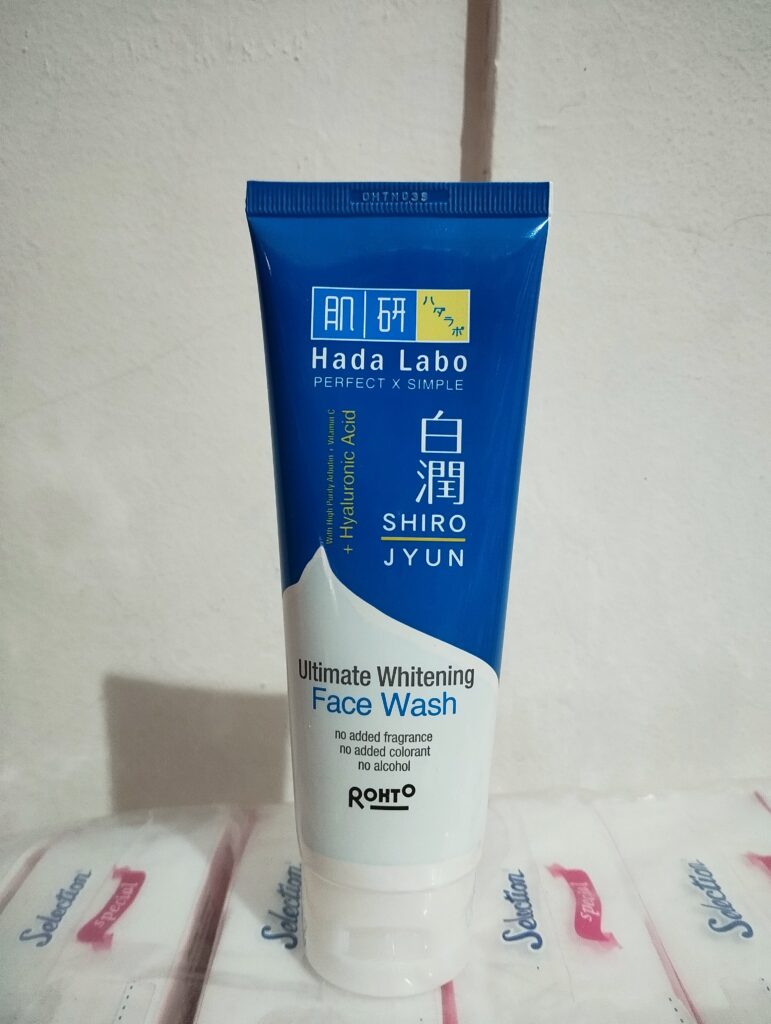 肌研 ハダラボ
Hada Labo
PERFECT X SIMPLE
With High Purity Arbutin + Vitamin C
+ Hyaluronic Acid
白潤
SHIRO
JYUN
Ultimate Whitening
Face Wash
no added fragrance
no added colorant
no alcohol
ROHTO
Selection
special
Selection
Selection
special
Selection